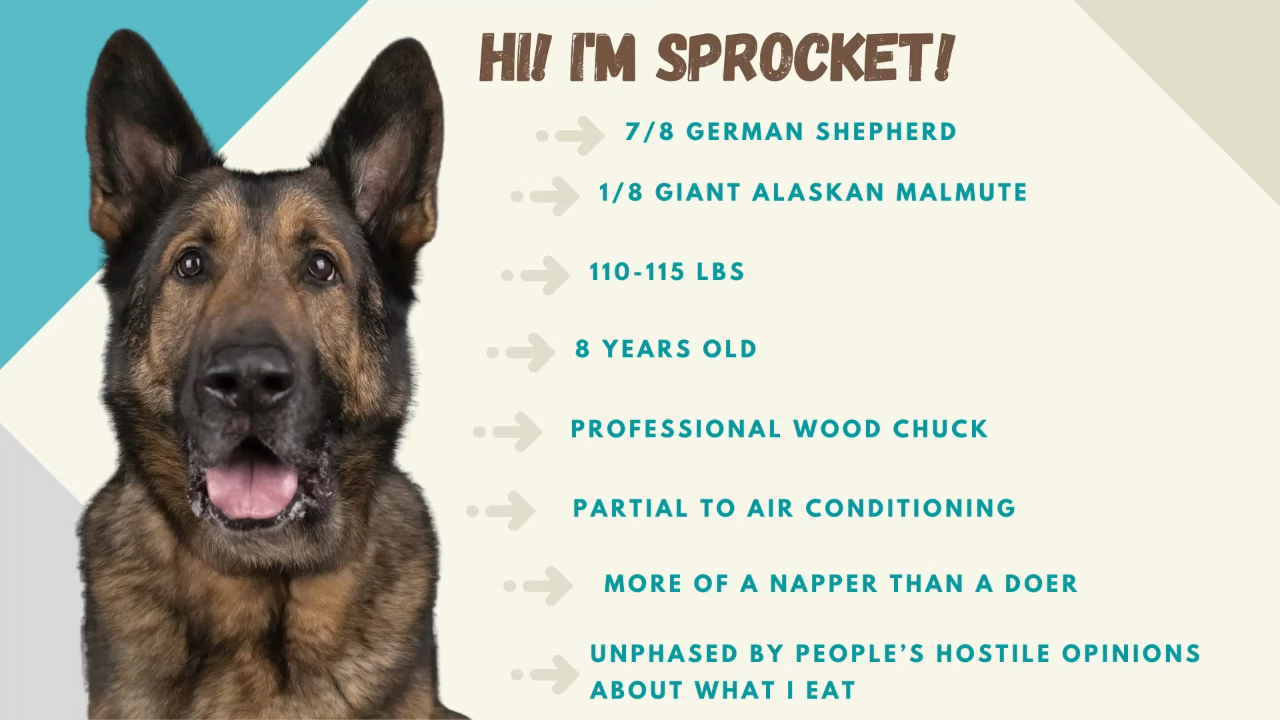 HI! I'M SPROCKET!
7/8 GERMAN SHEPHERD
1/8 GIANT ALASKAN MALMUTE
110-115 LBS
8 YEARS OLD
PROFESSIONAL WOOD CHUCK
PARTIAL TO AIR CONDITIONING
MORE OF A NAPPER THAN A DOER
UNPHASED BY PEOPLE’S HOSTILE OPINIONS
ABOUT WHAT I EAT